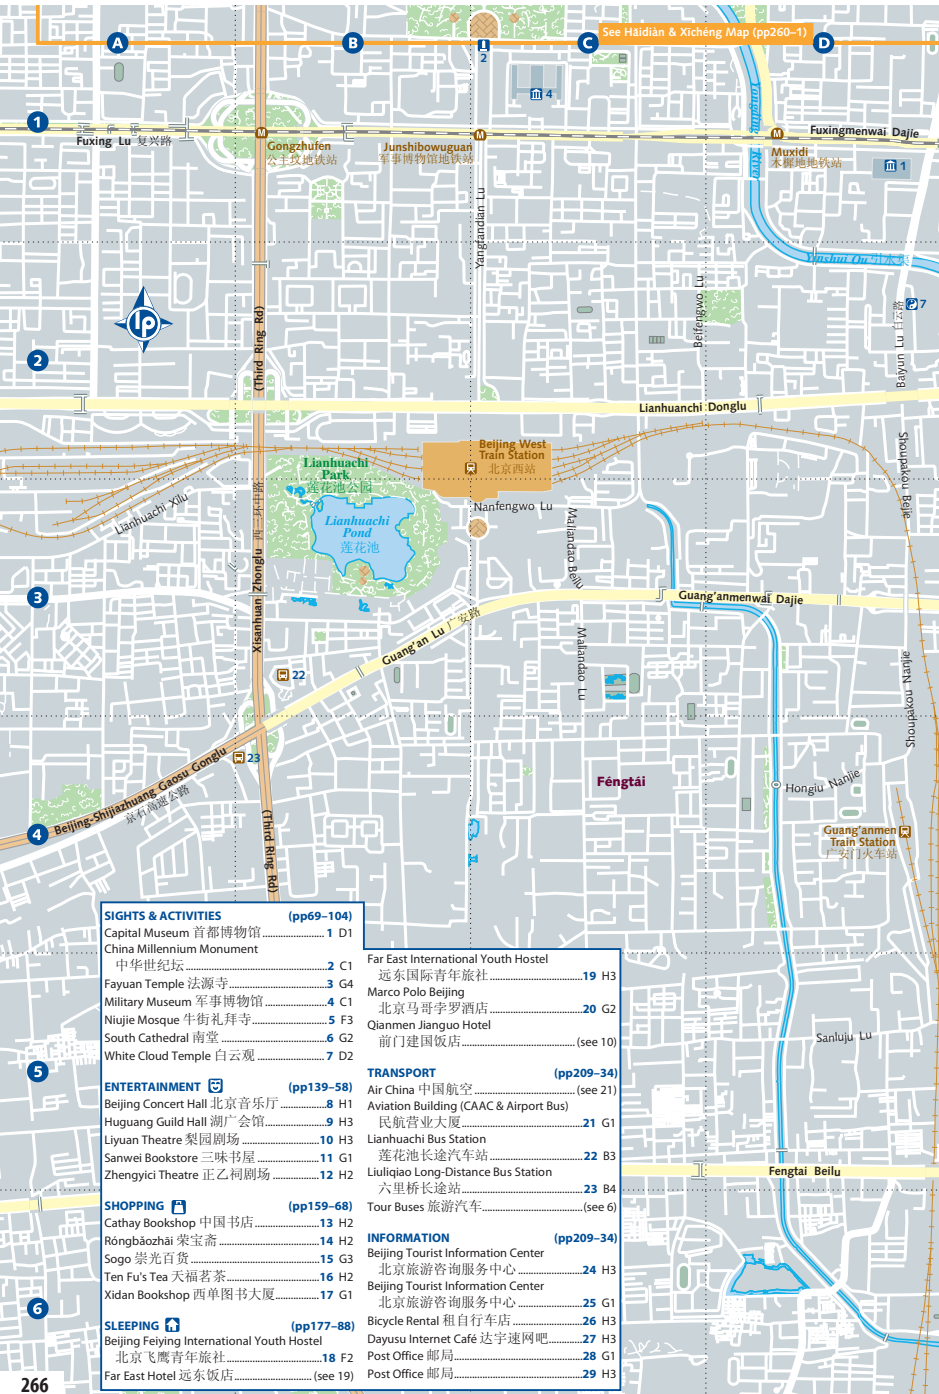 See Hǎidiàn & Xīchéng Map (pp260–1)
A
B
C
D
2
4
1
Fuxing Lu 复兴路
Gongzhufen
公主坟地铁站
Junshibowuguan
军事博物馆地铁站
Fuxingmenwai Dajie
Muxidi
木樨地地铁站
1
Yangfangdian Lu
Yongding River
Yinshui Qu 引水渠
7
Baiyun Lu 白云路
Beifengwo Lu
lp
2
(Third Ring Rd)
Lianhuanchi Donglu
Beijing West
Train Station
北京西站
Lianhuachi
Park
莲花池公园
Lianhuachi Xilu
Lianhuachi
Pond
莲花池
Nanfengwo Lu
Maliandao Beilu
Shoupakou Beijie
Xisanhuan Zhonglu 西三环中路
3
Guang'anmenwai Dajie
Guang'an Lu 广安路
Maliandao Lu
Shoupakou Nanjie
22
23
Féngtái
Beijing-Shijiazhuang Gaosu Gonglu
京石高速公路
Hongju Nanjie
(Third Ring Rd)
4
Guang'anmen
Train Station
广安门火车站
SIGHTS & ACTIVITIES (pp69–104)
Capital Museum 首都博物馆 1 D1
China Millennium Monument
中华世纪坛 2 C1
Fayuan Temple 法源寺 3 G4
Military Museum 军事博物馆 4 C1
Niujie Mosque 牛街礼拜寺 5 F3
South Cathedral 南堂 6 G2
White Cloud Temple 白云观 7 D2
ENTERTAINMENT (pp139–58)
Beijing Concert Hall 北京音乐厅 8 H1
Huguang Guild Hall 湖广会馆 9 H3
Liyuan Theatre 梨园剧场 10 H3
Sanwei Bookstore 三味书屋 11 G1
Zhengyici Theatre 正乙祠剧场 12 H2
SHOPPING (pp159–68)
Cathay Bookshop 中国书店 13 H2
Róngbǎozhāi 荣宝斋 14 H2
Sogo 崇光百货 15 G3
Ten Fu's Tea 天福茗茶 16 H2
Xidan Bookshop 西单图书大厦 17 G1
SLEEPING (pp177–88)
Beijing Feiying International Youth Hostel
北京飞鹰青年旅社 18 F2
Far East Hotel 远东饭店 (see 19)
Far East International Youth Hostel
远东国际青年旅社 19 H3
Marco Polo Beijing
北京马哥孛罗酒店 20 G2
Qianmen Jianguo Hotel
前门建国饭店 (see 10)
TRANSPORT (pp209–34)
Air China 中国航空 (see 21)
Aviation Building (CAAC & Airport Bus)
民航营业大厦 21 G1
Lianhuachi Bus Station
莲花池长途汽车站 22 B3
Liuliqiao Long-Distance Bus Station
六里桥长途站 23 B4
Tour Buses 旅游汽车 (see 6)
INFORMATION (pp209–34)
Beijing Tourist Information Center
北京旅游咨询服务中心 24 H3
Beijing Tourist Information Center
北京旅游咨询服务中心 25 G1
Bicycle Rental 租自行车店 26 H3
Dayusu Internet Café 达宇速网吧 27 H3
Post Office 邮局 28 G1
Post Office 邮局 29 H3
Sanluju Lu
5
Fengtai Beilu
6
266